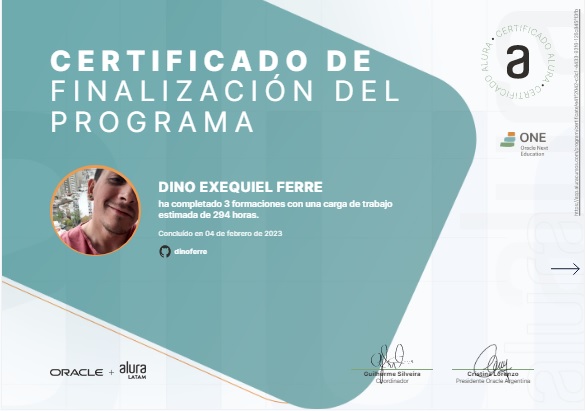 CERTIFICADO DE
FINALIZACIÓN DEL
PROGRAMA
CERTIFICADO ALURA • CERTIFICADO ALURA •
a
ONE
Oracle Next
Education
DINO EXEQUIEL FERRE
ha completado 3 formaciones con una carga de trabajo
estimada de 294 horas.
Concluido en 04 de febrero de 2023
dinoferre
ORACLE + alura
LATAM
Guilherme Silveira
Coordinador
Cristina Lorenzo
Presidente Oracle Argentina